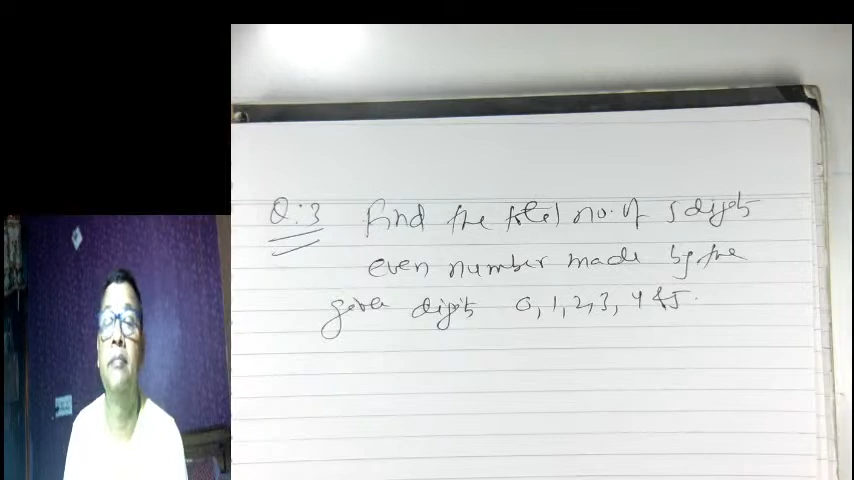 Q:3 Find the total no. of 5 digits
even number made by the
given digits 0, 1, 2, 3, 4 & 5.